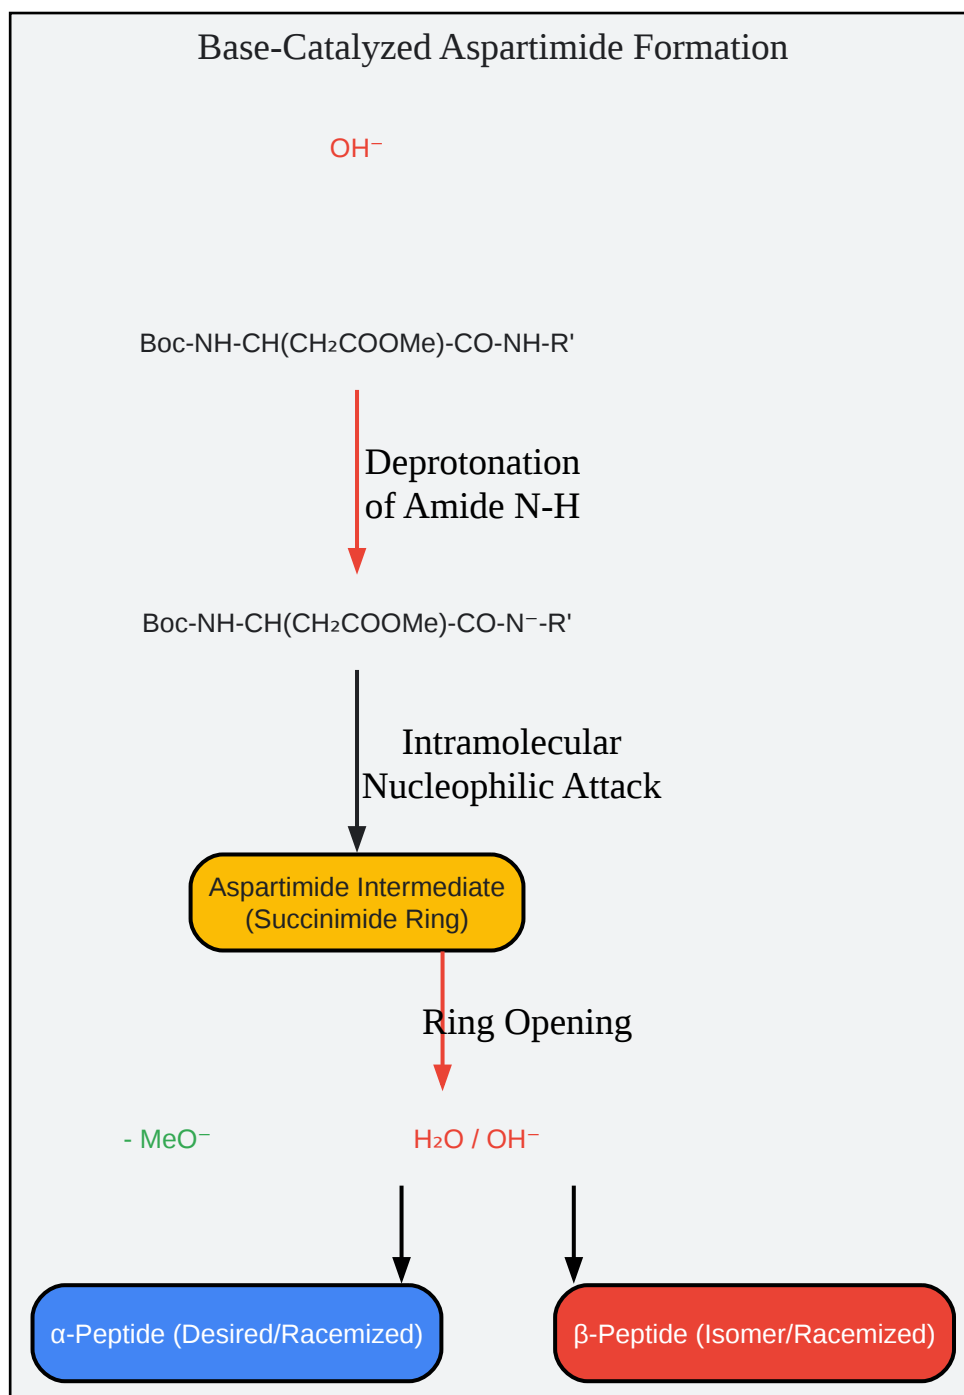 Base-Catalyzed Aspartimide Formation
OH⁻
Boc-NH-CH(CH₂COOMe)-CO-NH-R'
Deprotonation
of Amide N-H
Boc-NH-CH(CH₂COOMe)-CO-N⁻-R'
Intramolecular
Nucleophilic Attack
Aspartimide Intermediate
(Succinimide Ring)
Ring Opening
- MeO⁻
H₂O / OH⁻
α-Peptide (Desired/Racemized)
β-Peptide (Isomer/Racemized)